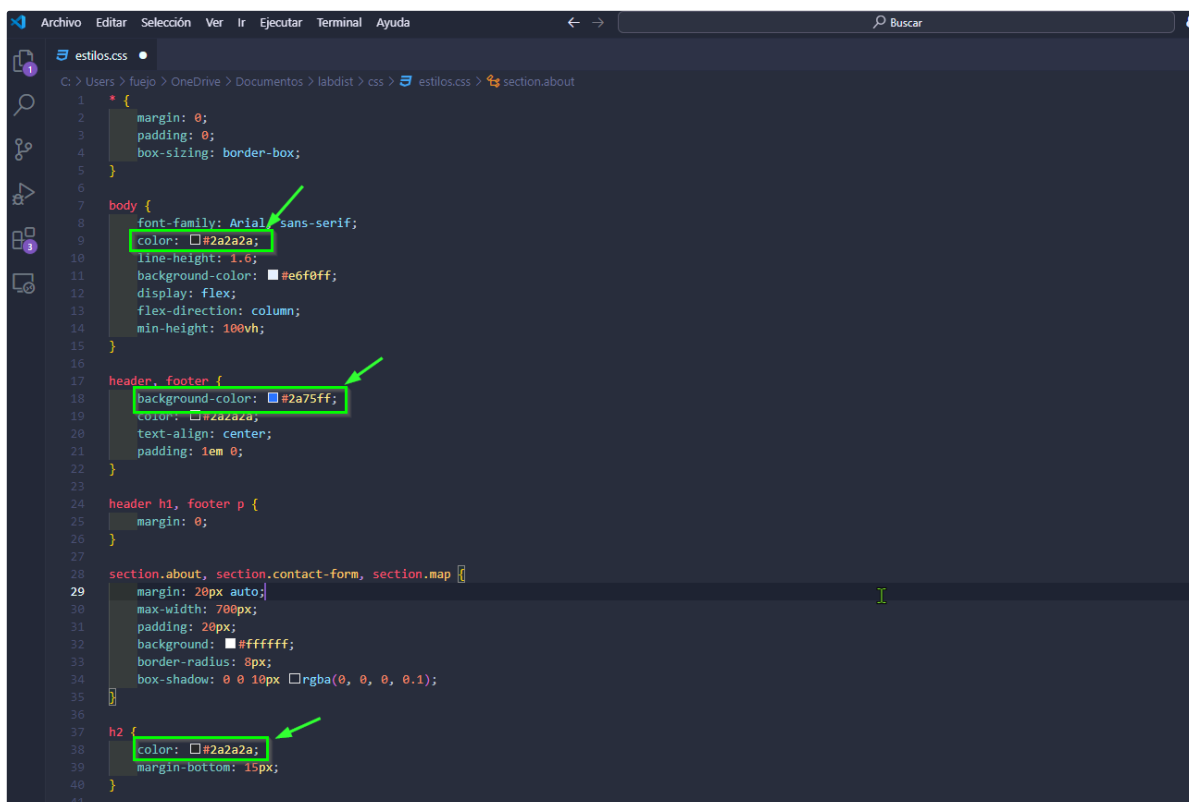 Archivo Editar Selección Ver Ir Ejecutar Terminal Ayuda Buscar
estilos.css
C: > Users > fuejo > OneDrive > Documentos > labdist > css > estilos.css > section.about
1 * {
2 margin: 0;
3 padding: 0;
4 box-sizing: border-box;
5 }
6
7 body {
8 font-family: Arial, sans-serif;
9 color: #2a2a2a;
10 line-height: 1.6;
11 background-color: #e6f0ff;
12 display: flex;
13 flex-direction: column;
14 min-height: 100vh;
15 }
16
17 header, footer {
18 background-color: #2a75ff;
19 color: #2a2a2a;
20 text-align: center;
21 padding: 1em 0;
22 }
23
24 header h1, footer p {
25 margin: 0;
26 }
27
28 section.about, section.contact-form, section.map {
29 margin: 20px auto;
30 max-width: 700px;
31 padding: 20px;
32 background: #ffffff;
33 border-radius: 8px;
34 box-shadow: 0 0 10px rgba(0, 0, 0, 0.1);
35 }
36
37 h2 {
38 color: #2a2a2a;
39 margin-bottom: 15px;
40 }
41
1
3